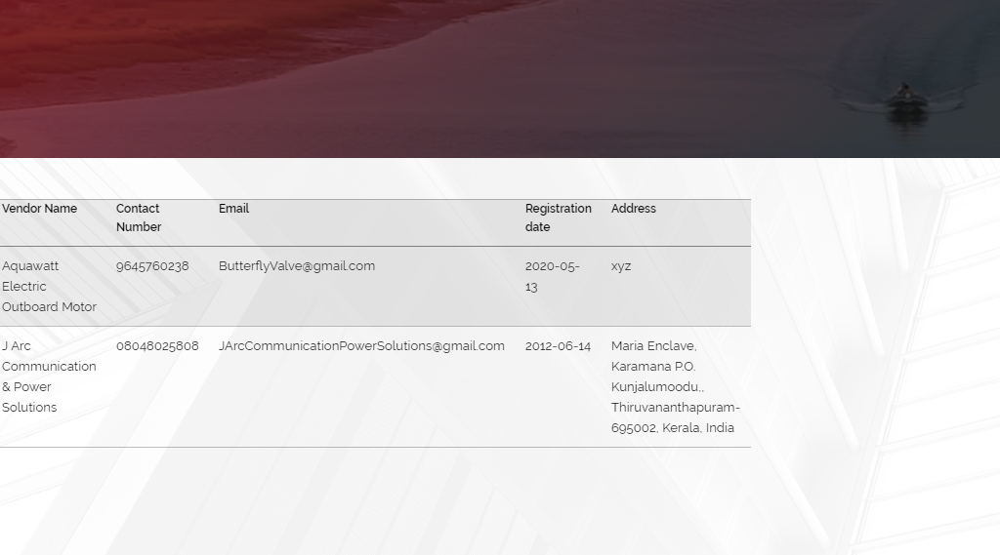 Vendor Name Contact Number Email Registration date Address
Aquawatt Electric Outboard Motor 9645760238 ButterflyValve@gmail.com 2020-05-13 xyz
J Arc Communication & Power Solutions 08048025808 JArcCommunicationPowerSolutions@gmail.com 2012-06-14 Maria Enclave, Karamana P.O. Kunjalumoodu,, Thiruvananthapuram-695002, Kerala, India